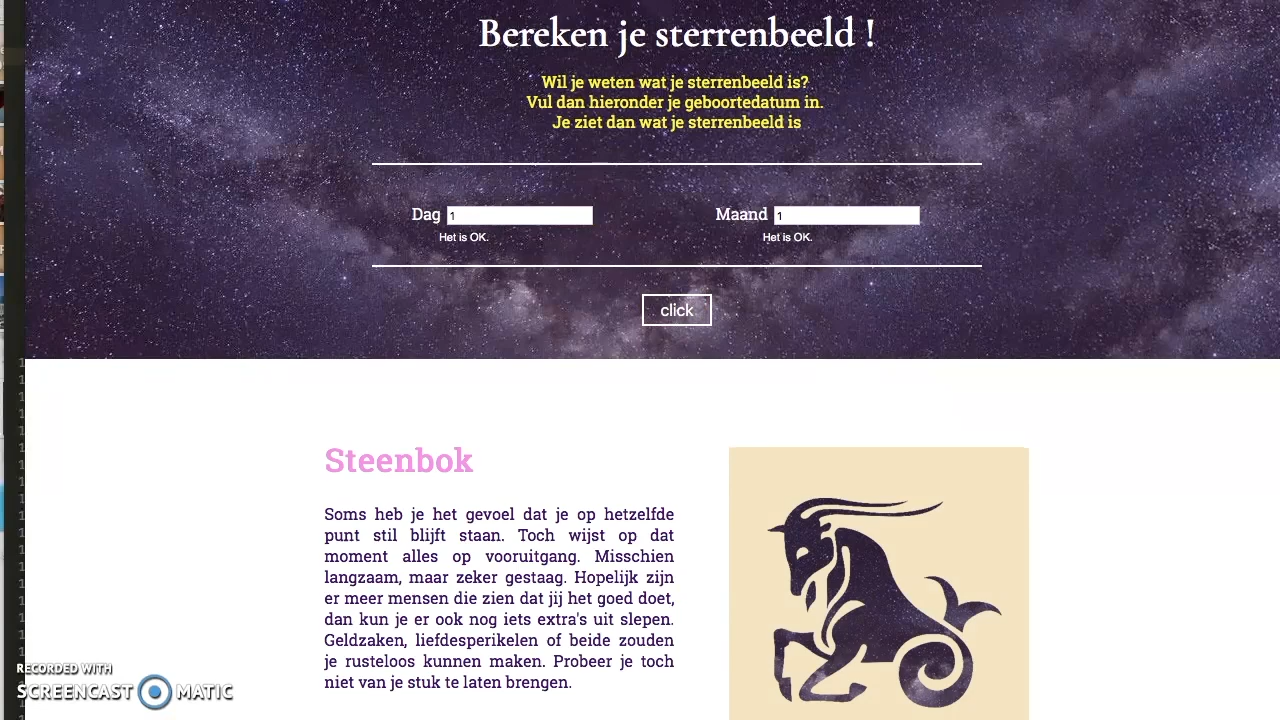 Bereken je sterrenbeeld !
Wil je weten wat je sterrenbeeld is?
Vul dan hieronder je geboortedatum in.
Je ziet dan wat je sterrenbeeld is
Dag 1
Maand 1
Het is OK.
Het is OK.
click
Steenbok
Soms heb je het gevoel dat je op hetzelfde
punt stil blijft staan. Toch wijst op dat
moment alles op vooruitgang. Misschien
langzaam, maar zeker gestaag. Hopelijk zijn
er meer mensen die zien dat jij het goed doet,
dan kun je er ook nog iets extra's uit slepen.
Geldzaken, liefdesperikelen of beide zouden
je rusteloos kunnen maken. Probeer je toch
niet van je stuk te laten brengen.
RECORDED WITH
SCREENCAST MATIC